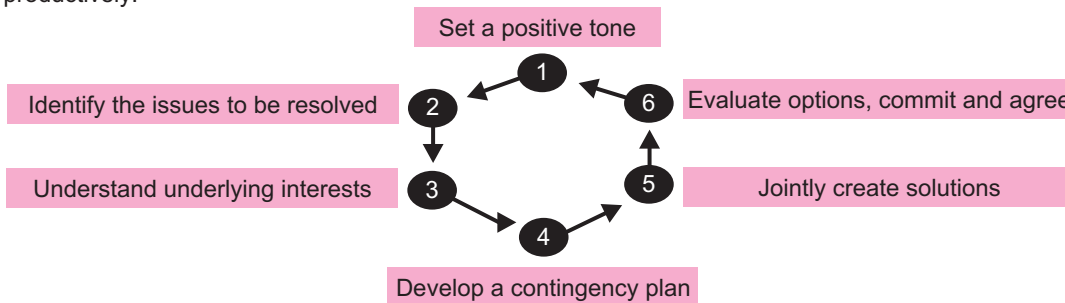 productively.
Set a positive tone
1
2
6
Identify the issues to be resolved
Evaluate options, commit and agree
3
5
Understand underlying interests
Jointly create solutions
4
Develop a contingency plan